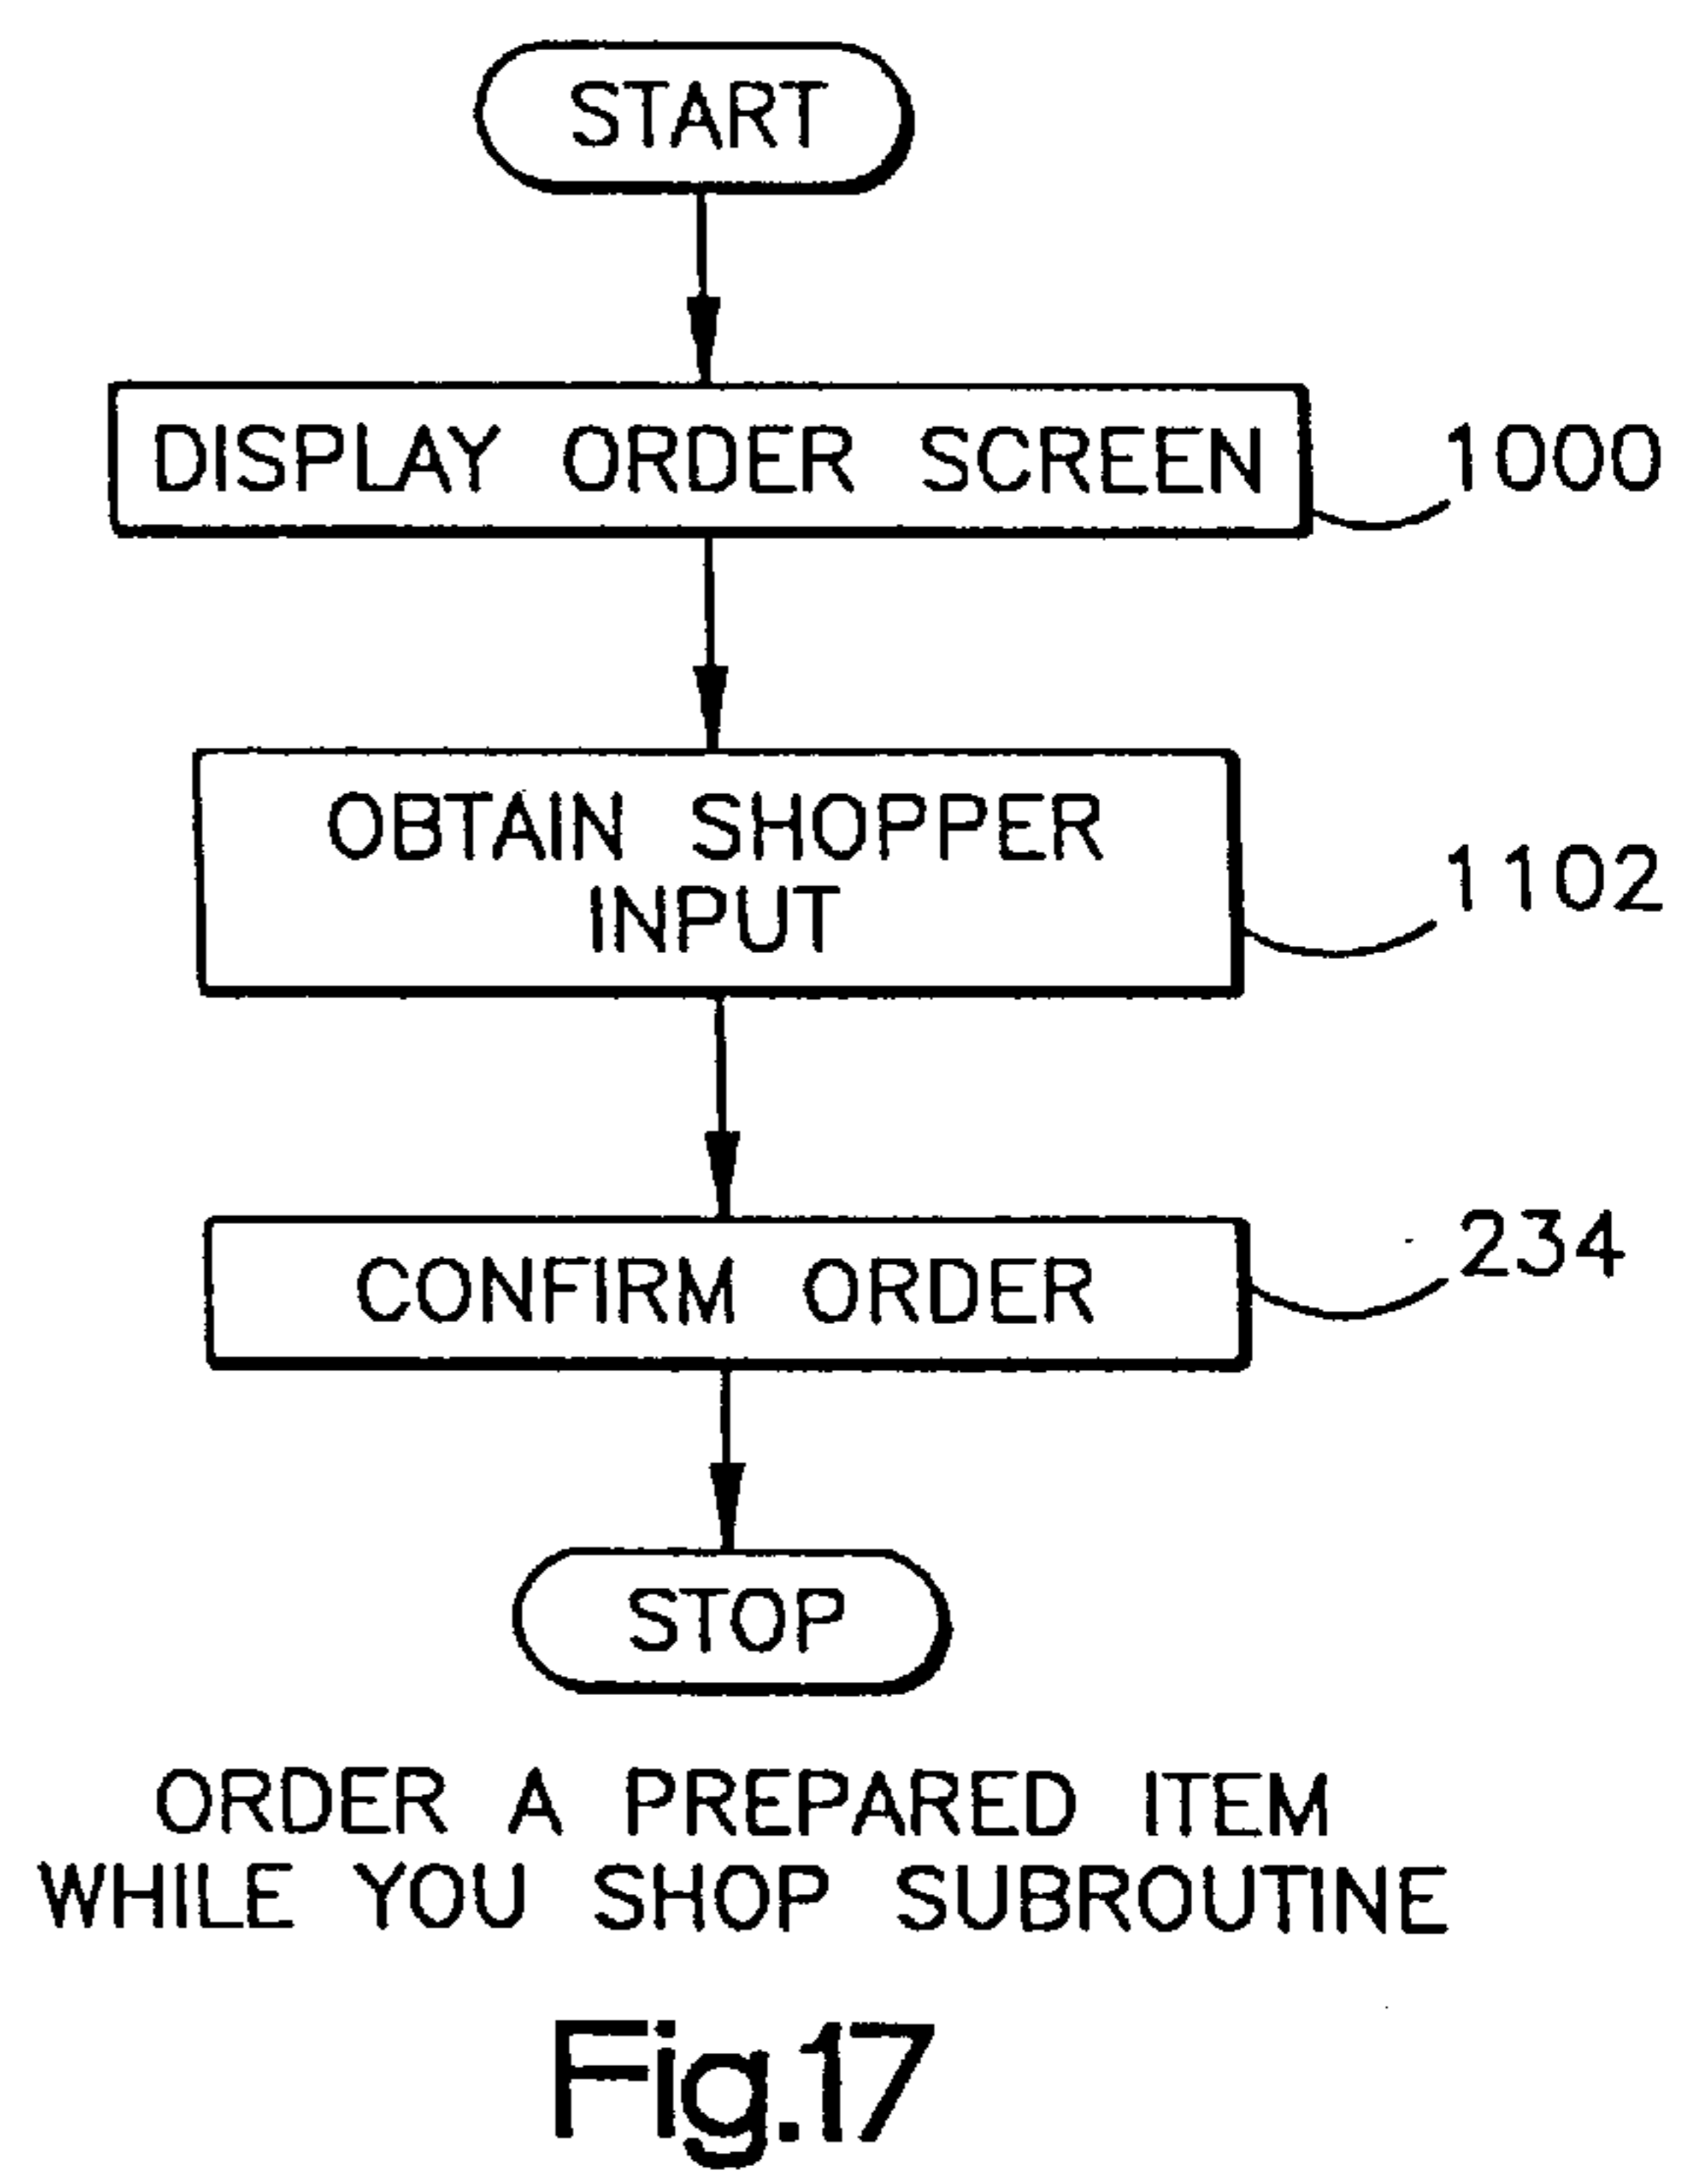 START
DISPLAY ORDER SCREEN
1000
OBTAIN SHOPPER
INPUT
1102
CONFIRM ORDER
234
STOP
ORDER A PREPARED ITEM
WHILE YOU SHOP SUBROUTINE
Fig.17